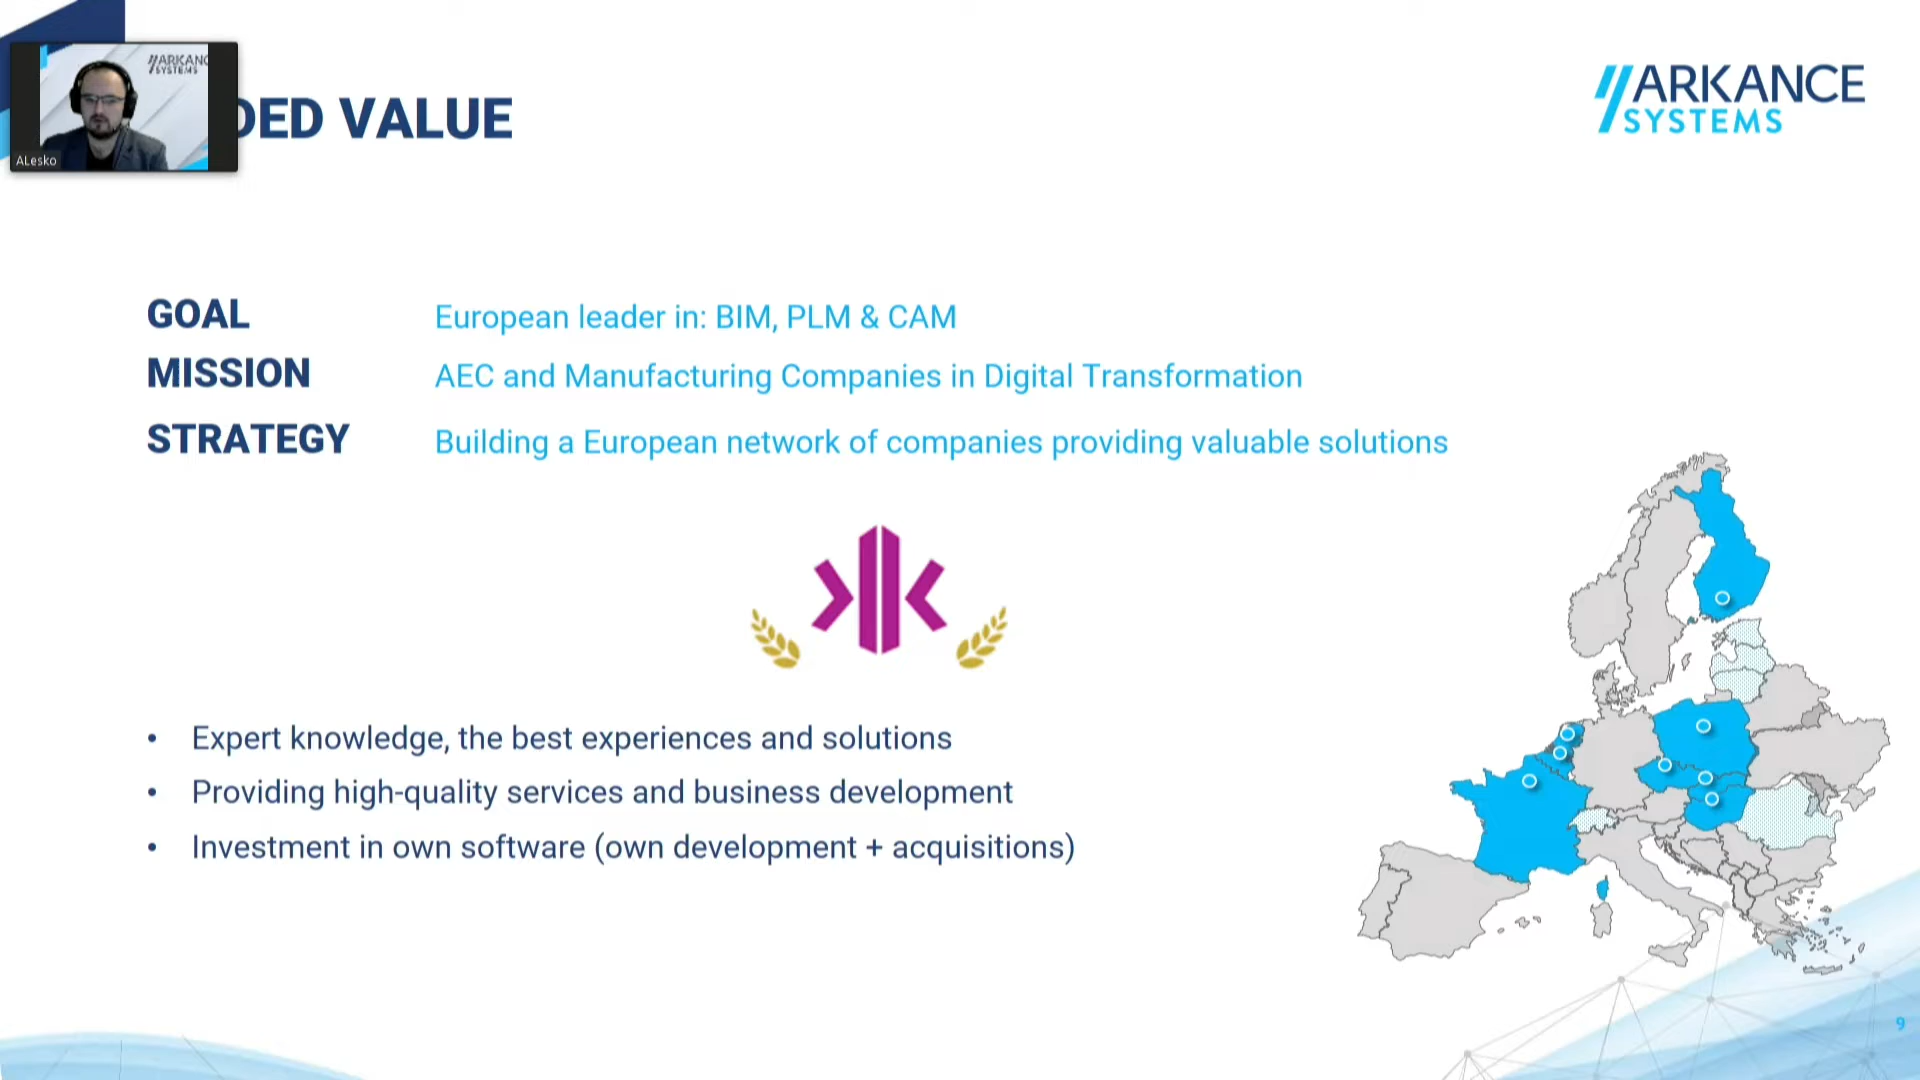 ARKANCE
SYSTEMS
ALesko
DED VALUE
ARKANCE
SYSTEMS
GOAL European leader in: BIM, PLM & CAM
MISSION AEC and Manufacturing Companies in Digital Transformation
STRATEGY Building a European network of companies providing valuable solutions
• Expert knowledge, the best experiences and solutions
• Providing high-quality services and business development
• Investment in own software (own development + acquisitions)
9